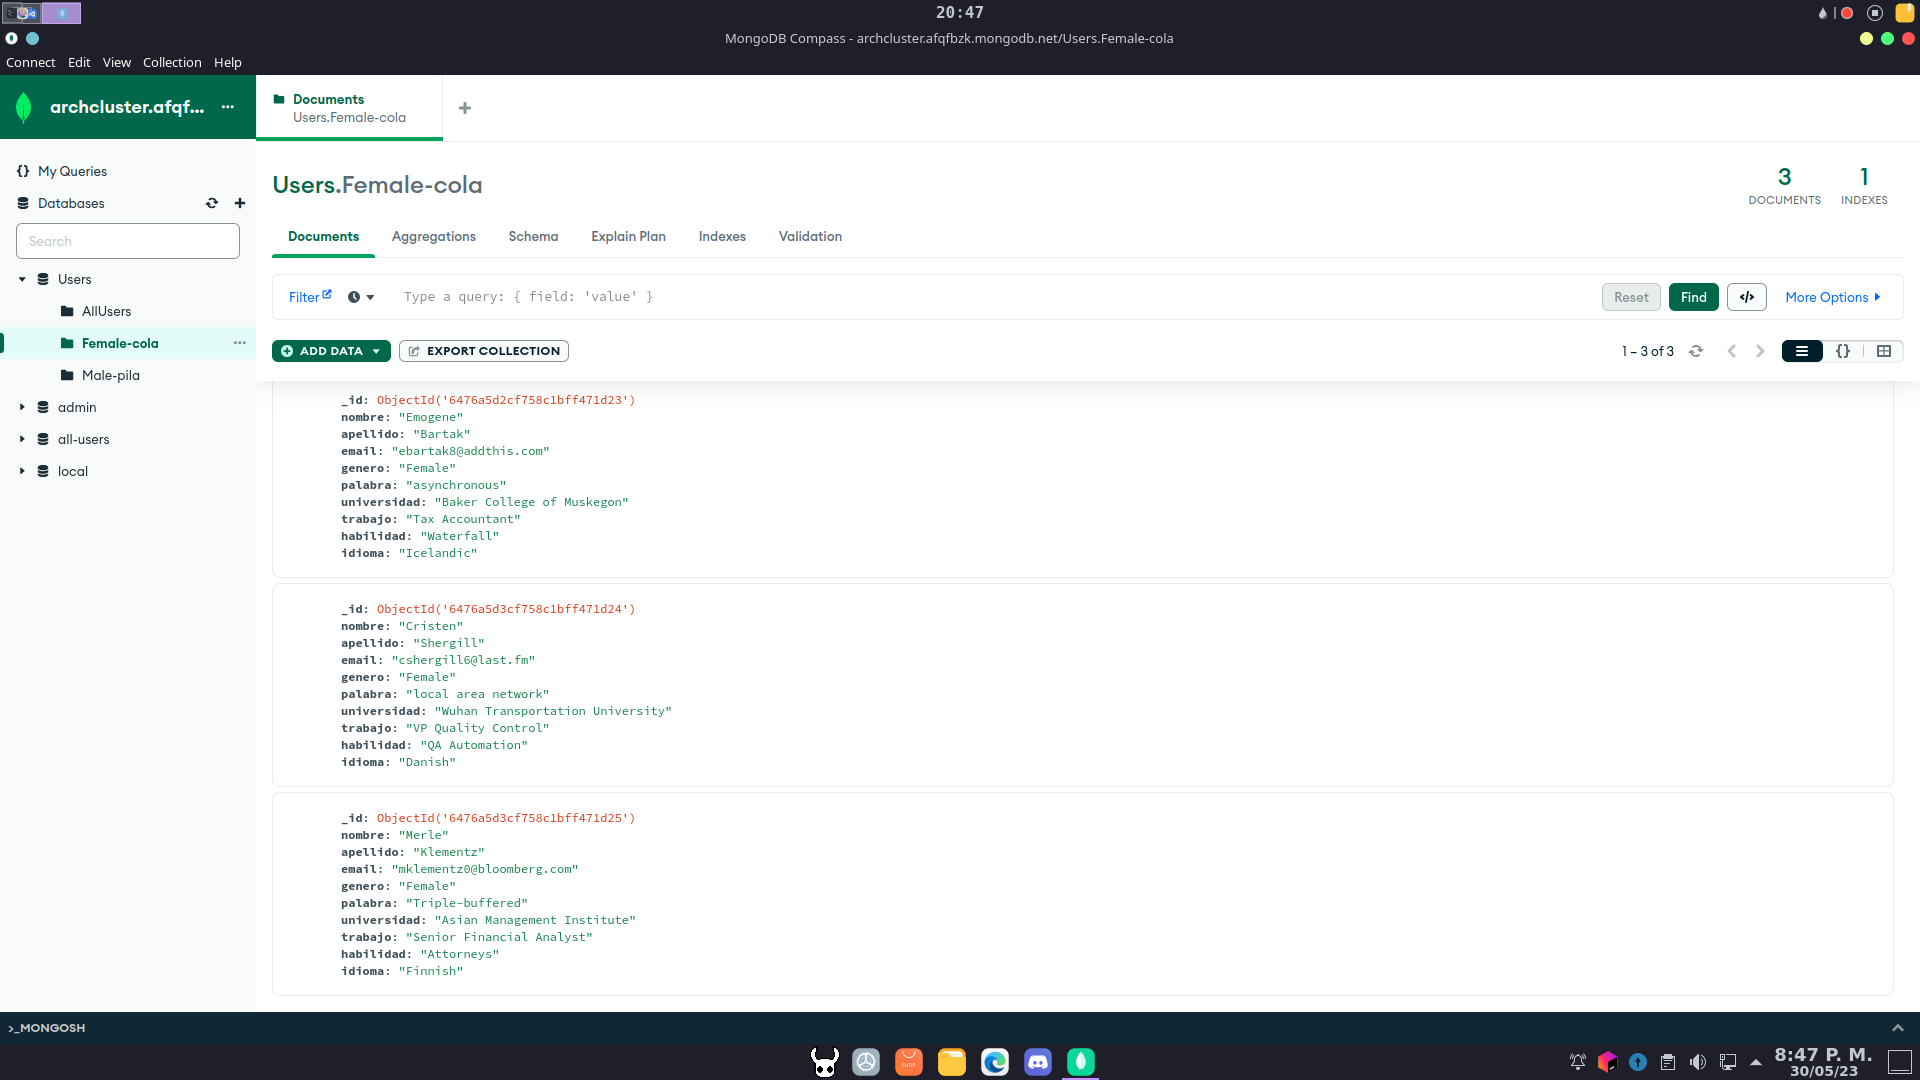 20:47
MongoDB Compass - archcluster.afqfbzk.mongodb.net/Users.Female-cola
Connect Edit View Collection Help
archcluster.afqf...
Documents
Users.Female-cola
My Queries
Databases
Search
Users
AllUsers
Female-cola
Male-pila
admin
all-users
local
Users.Female-cola
3
DOCUMENTS
1
INDEXES
Documents Aggregations Schema Explain Plan Indexes Validation
Filter Type a query: { field: 'value' } Reset Find </> More Options
ADD DATA EXPORT COLLECTION 1 – 3 of 3 {}
_id: ObjectId('6476a5d2cf758c1bff471d23')
nombre: "Emogene"
apellido: "Bartak"
email: "ebartak8@addthis.com"
genero: "Female"
palabra: "asynchronous"
universidad: "Baker College of Muskegon"
trabajo: "Tax Accountant"
habilidad: "Waterfall"
idioma: "Icelandic"
_id: ObjectId('6476a5d3cf758c1bff471d24')
nombre: "Cristen"
apellido: "Shergill"
email: "cshergill6@last.fm"
genero: "Female"
palabra: "local area network"
universidad: "Wuhan Transportation University"
trabajo: "VP Quality Control"
habilidad: "QA Automation"
idioma: "Danish"
_id: ObjectId('6476a5d3cf758c1bff471d25')
nombre: "Merle"
apellido: "Klementz"
email: "mklementz0@bloomberg.com"
genero: "Female"
palabra: "Triple-buffered"
universidad: "Asian Management Institute"
trabajo: "Senior Financial Analyst"
habilidad: "Attorneys"
idioma: "Finnish"
>_MONGOSH
8:47 P. M.
30/05/23